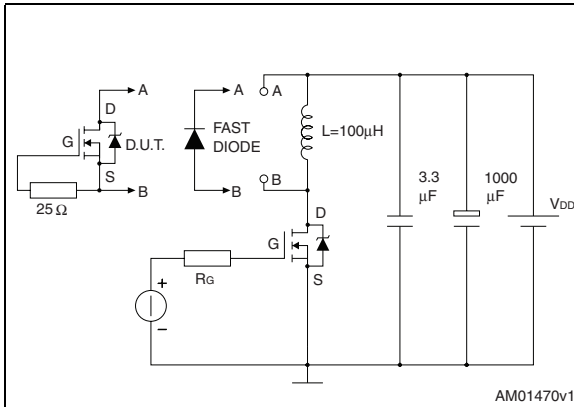 A
D
G
D.U.T.
S
B
25 Ω
A
FAST
DIODE
B
A
B
L=100µH
D
G
S
RG
+
–
3.3
µF
1000
µF
VDD
AM01470v1